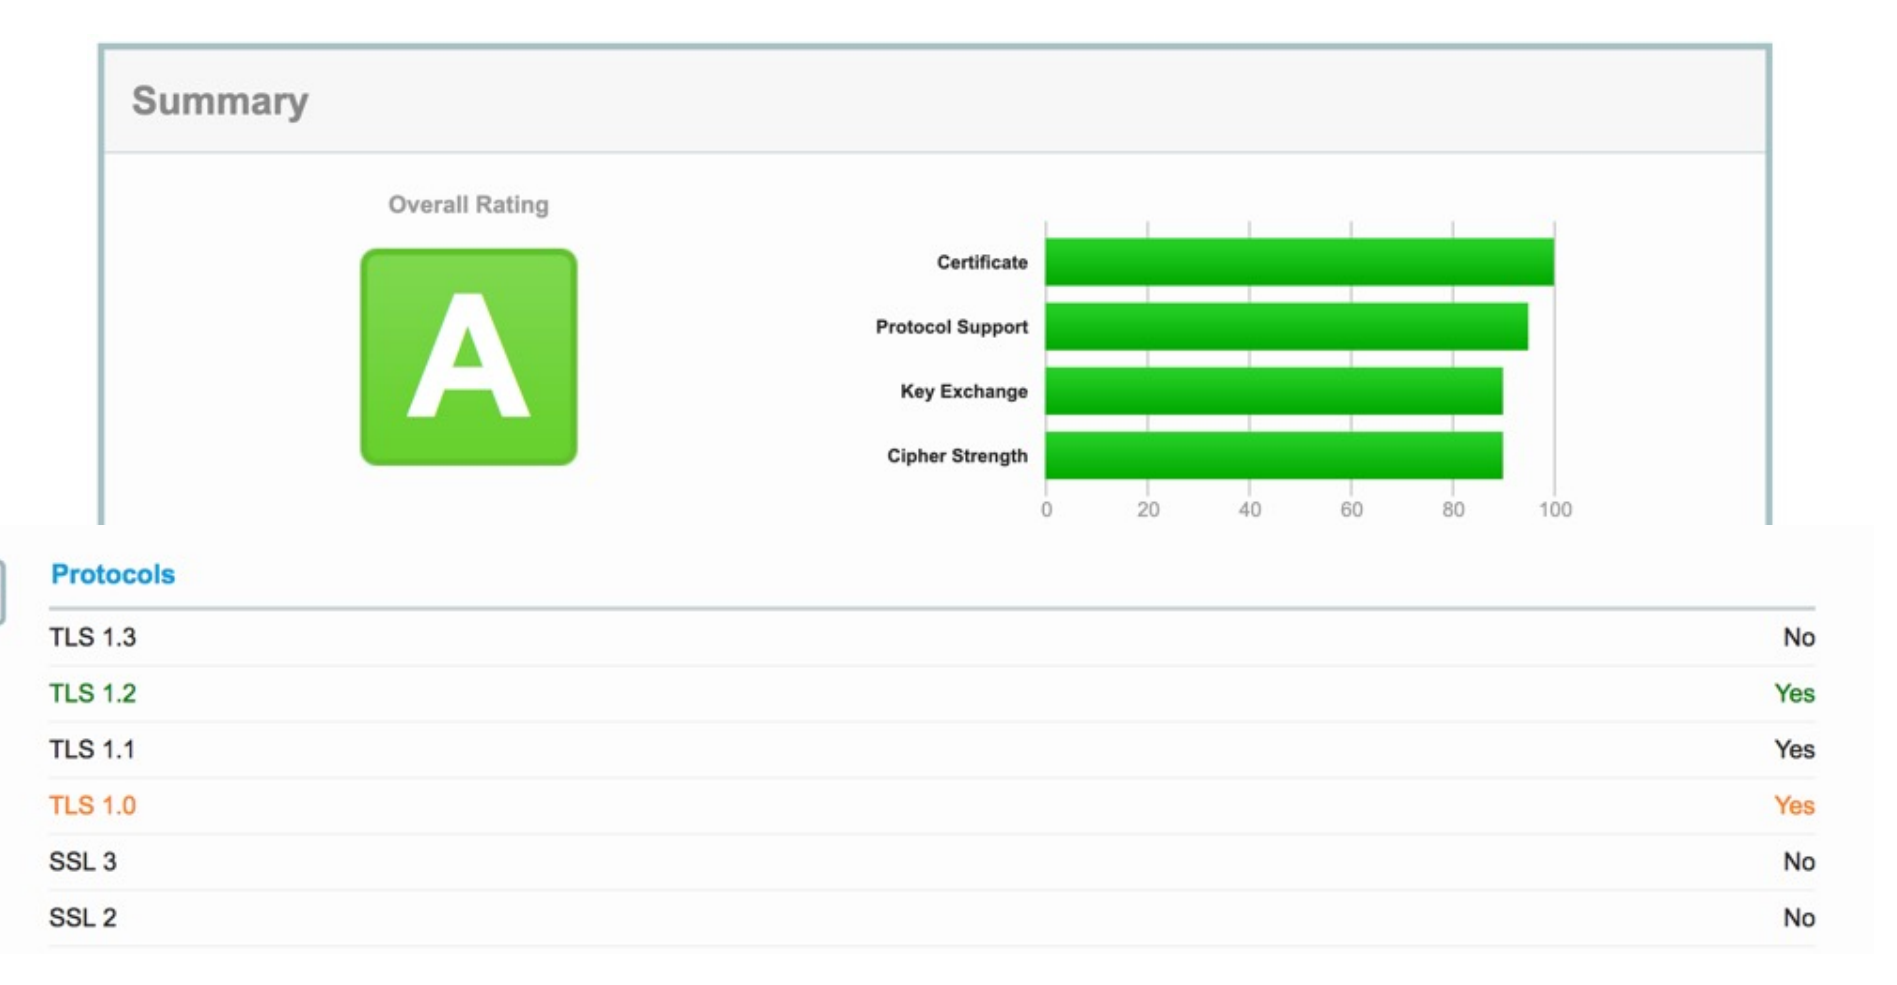 Summary
Overall Rating
A
Certificate
Protocol Support
Key Exchange
Cipher Strength
0 20 40 60 80 100
Protocols
TLS 1.3 No
TLS 1.2 Yes
TLS 1.1 Yes
TLS 1.0 Yes
SSL 3 No
SSL 2 No